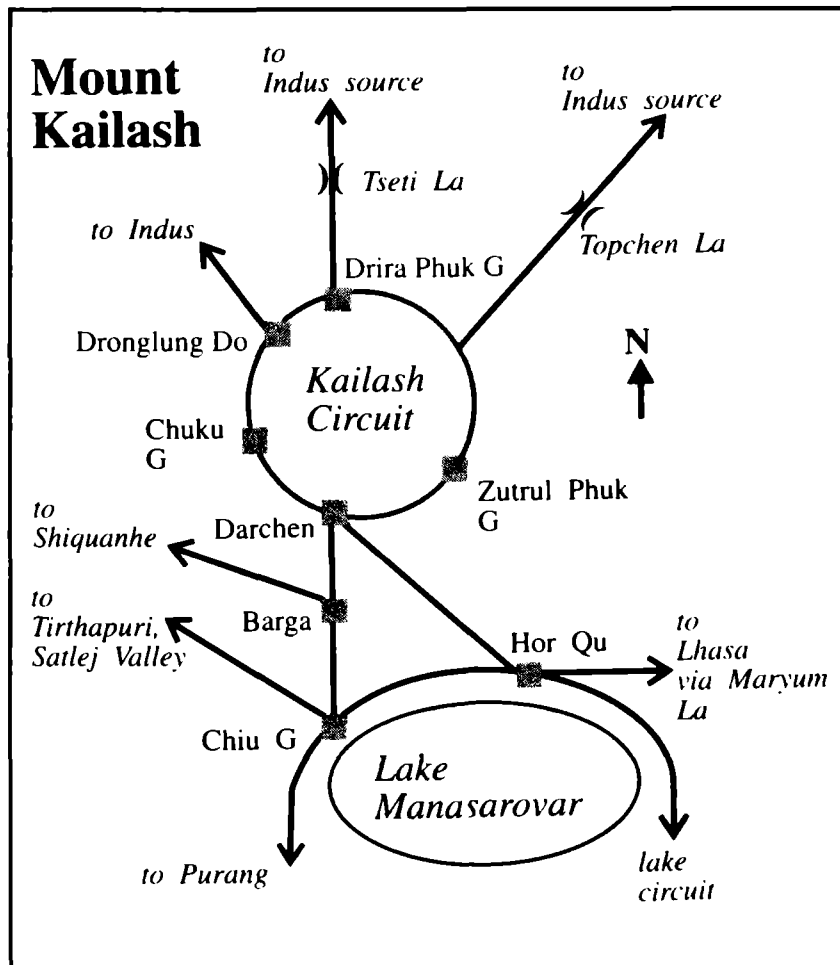 Mount
Kailash
to
Indus source
to
Indus source
Tseti La
Topchen La
to Indus
Drira Phuk G
Dronglung Do
N
Kailash
Circuit
Chuku
G
Zutrul Phuk
G
Darchen
to
Shiquanhe
Barga
to
Tirthapuri,
Satlej Valley
Hor Qu
to
Lhasa
via Maryum
La
Chiu G
Lake
Manasarovar
to Purang
lake
circuit